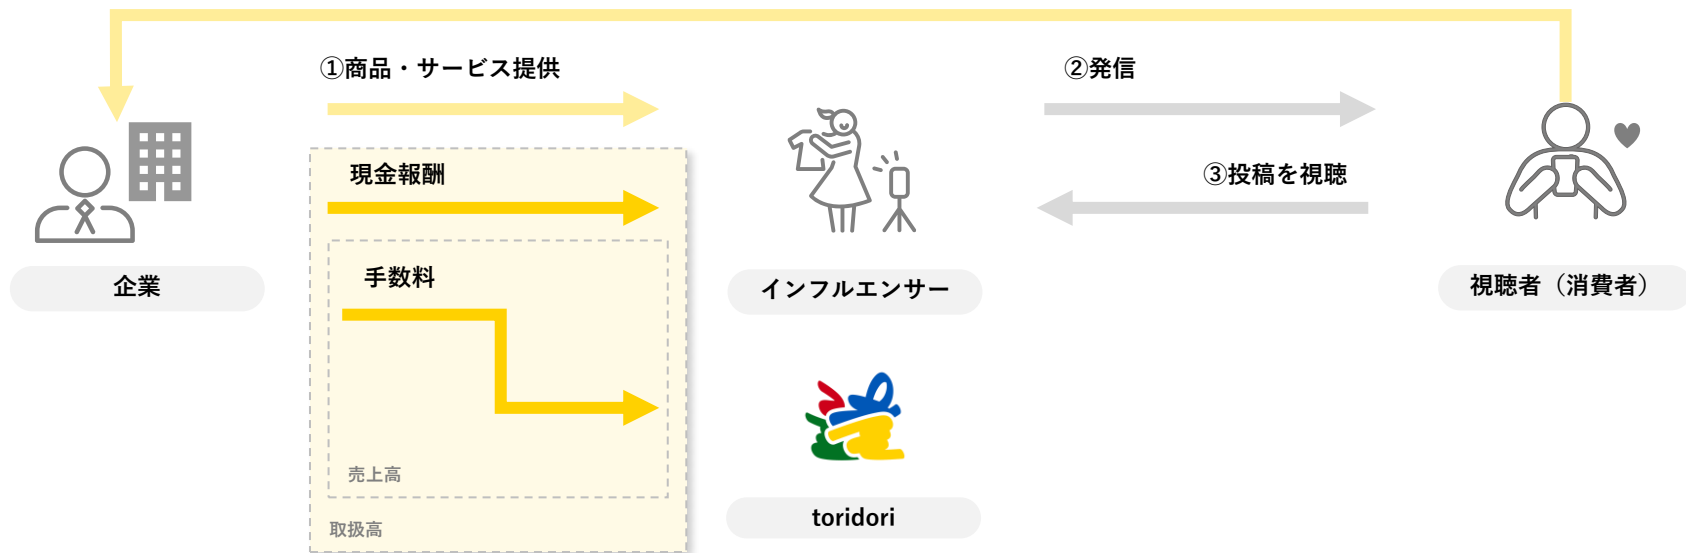 ①商品・サービス提供
②発信
現金報酬
③投稿を視聴
手数料
企業
インフルエンサー
視聴者（消費者）
売上高
toridori
取扱高